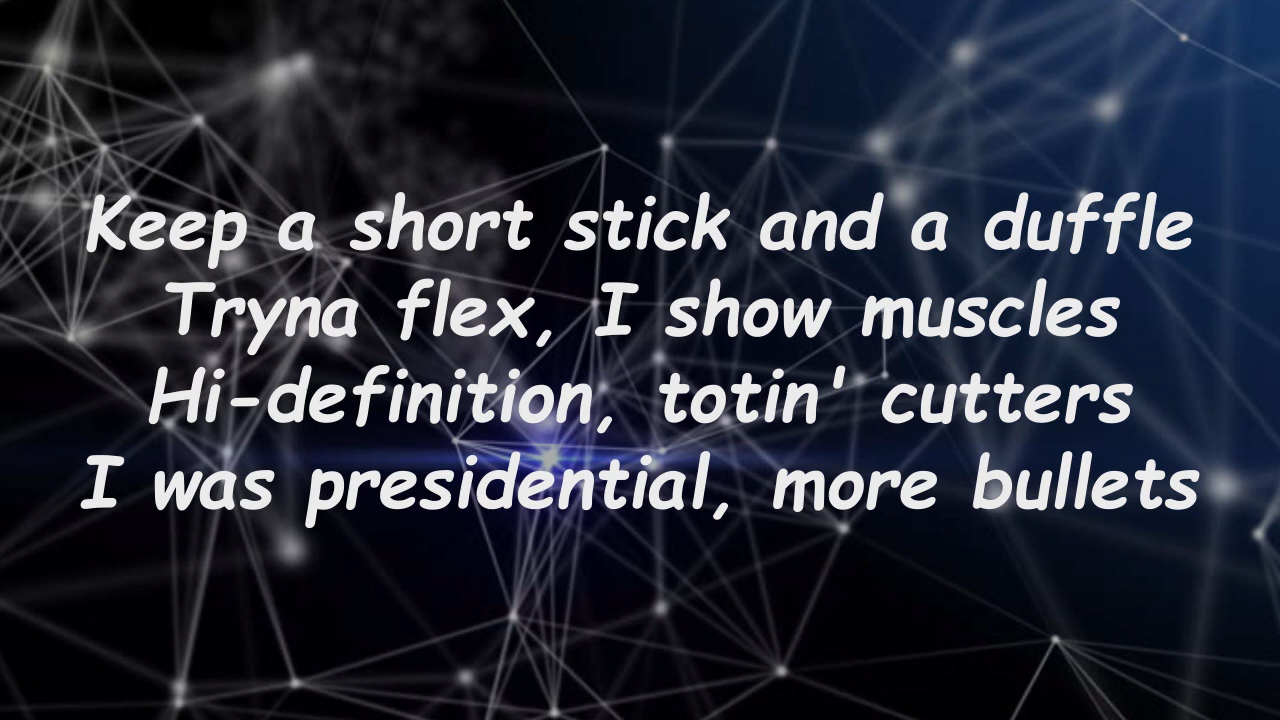 Keep a short stick and a duffle
Tryna flex, I show muscles
Hi-definition, totin' cutters
I was presidential, more bullets